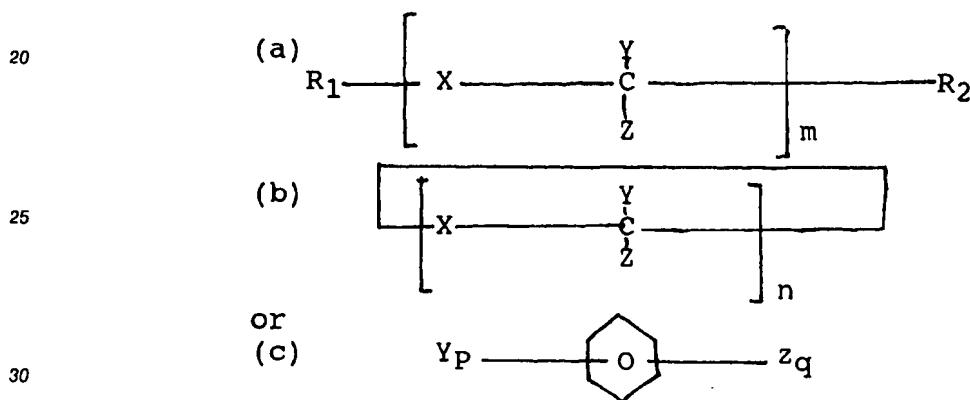 20
(a)
Y
R1 X C R2
Z
m
(b)
Y
25
X C
Z
n
or
(c) YP O Zq
30